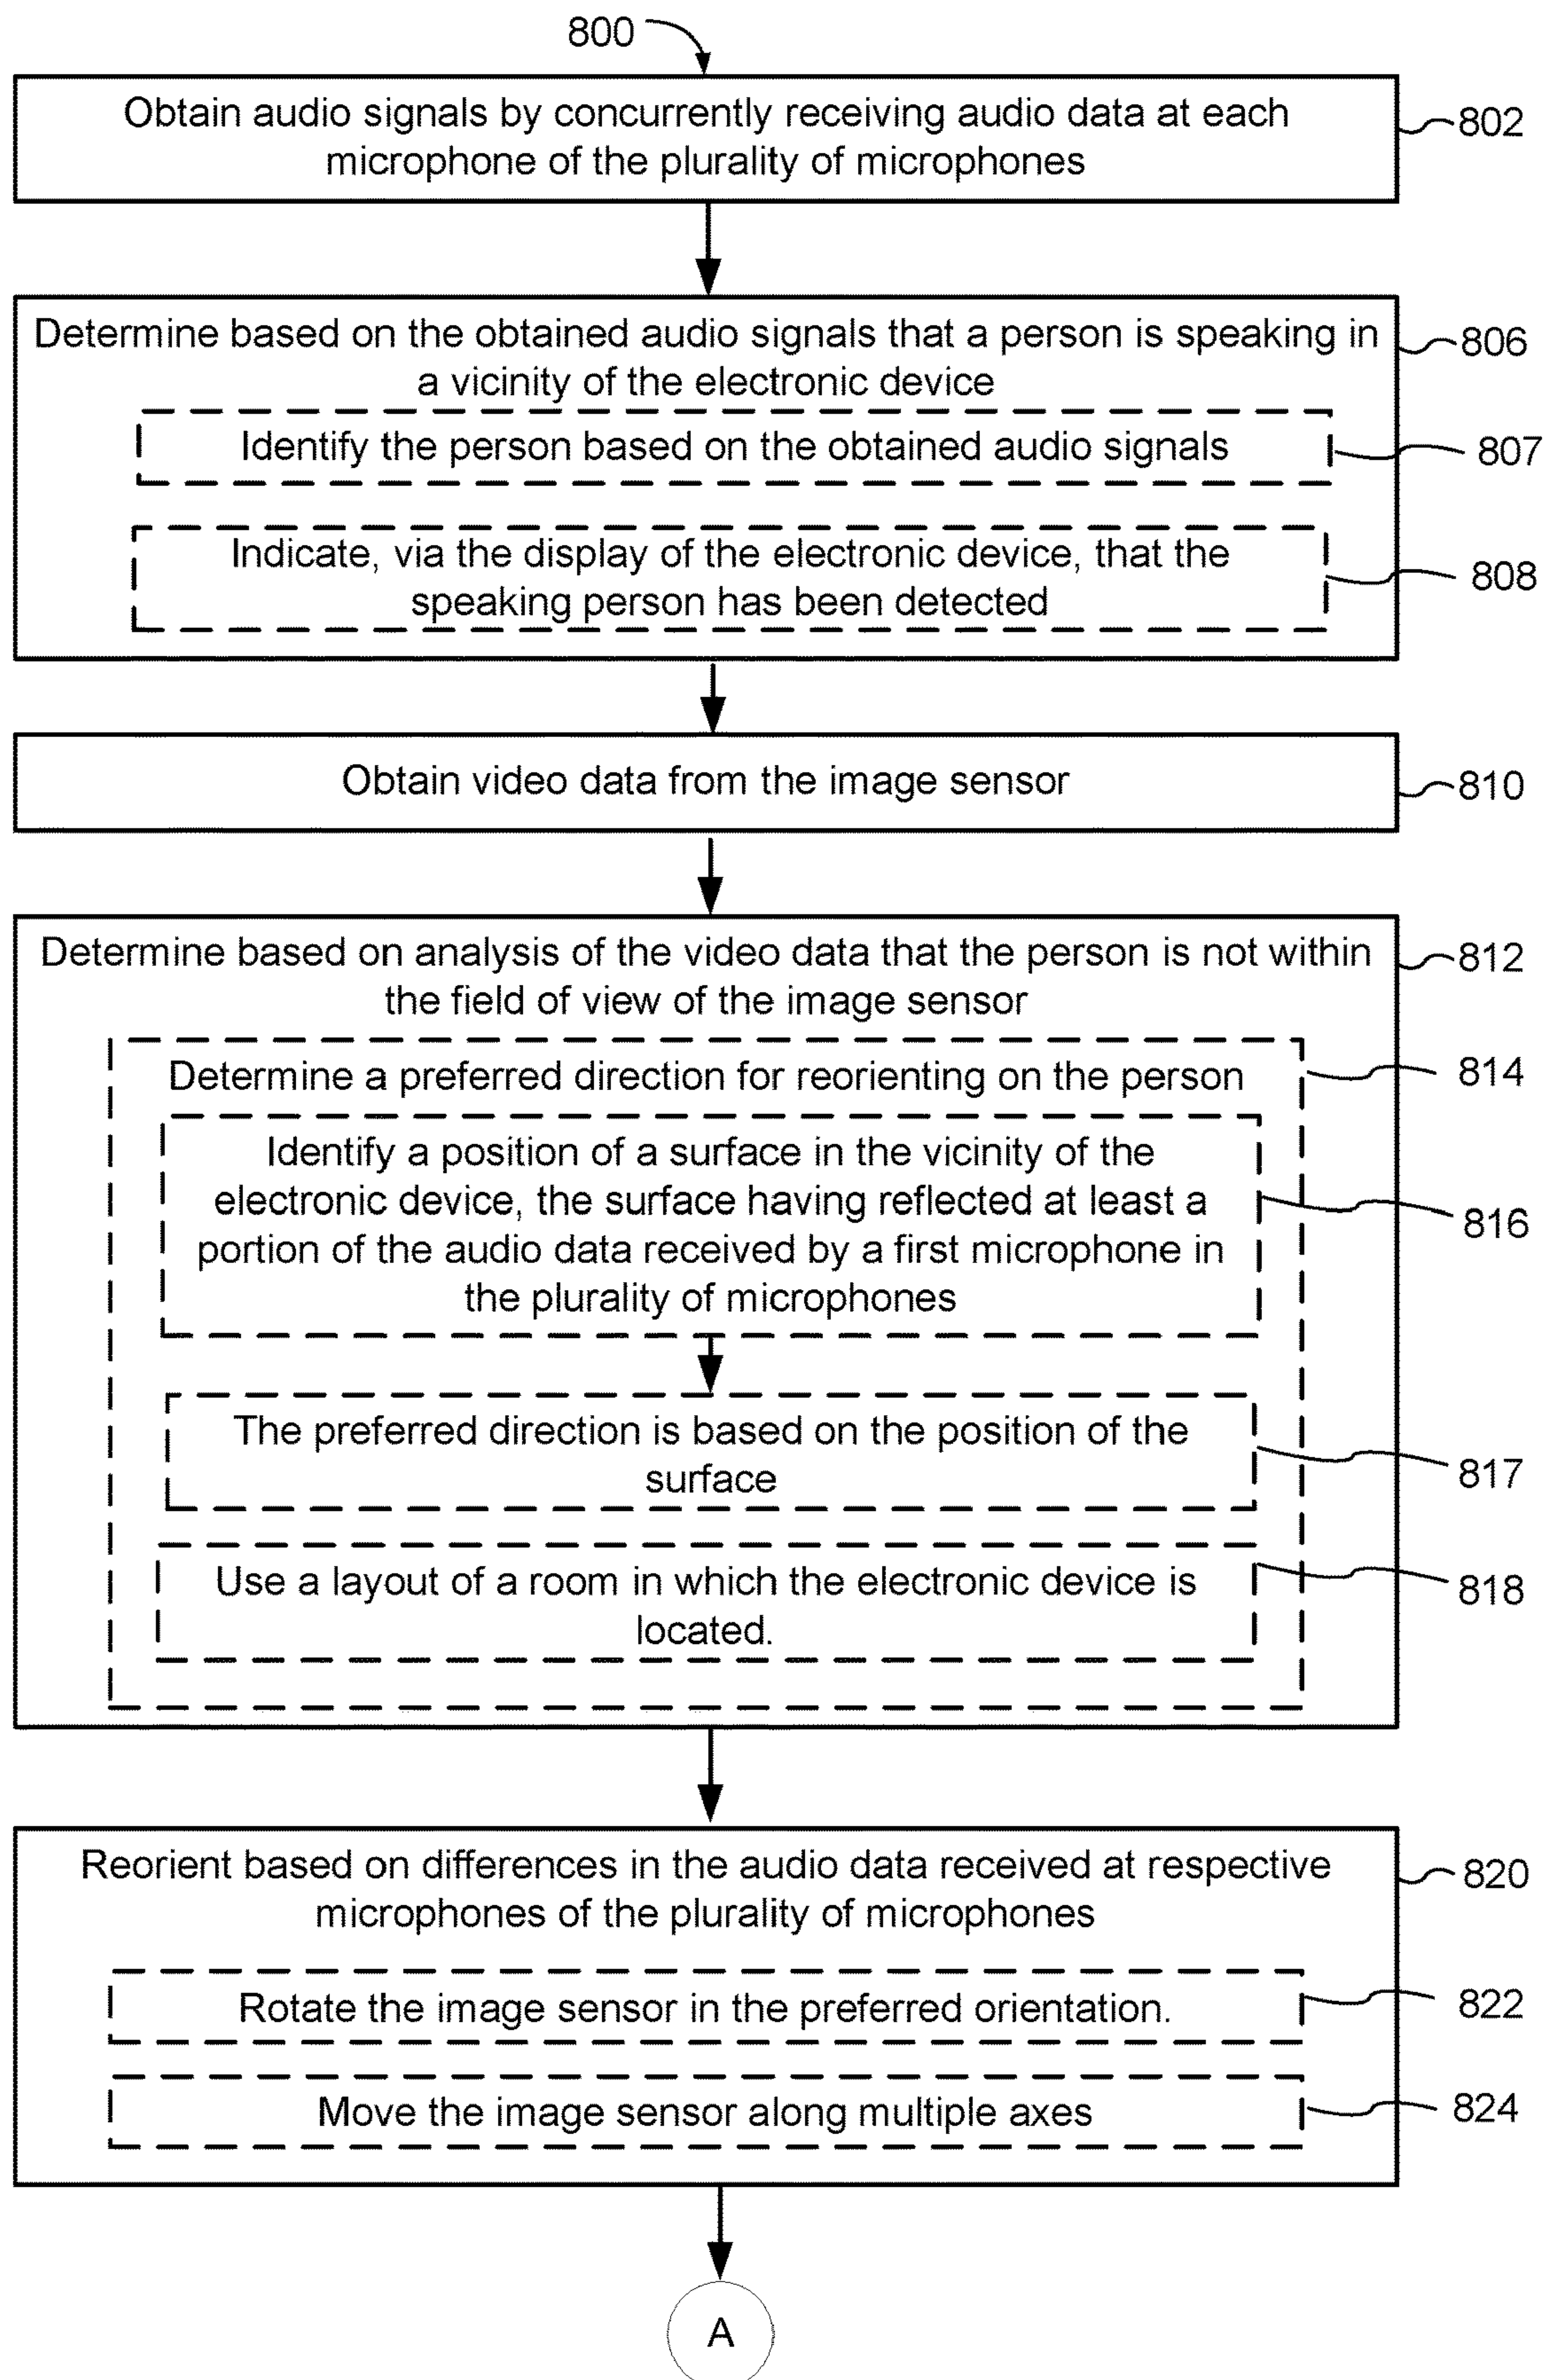 800
Obtain audio signals by concurrently receiving audio data at each
microphone of the plurality of microphones
802
Determine based on the obtained audio signals that a person is speaking in
a vicinity of the electronic device
806
Identify the person based on the obtained audio signals
807
Indicate, via the display of the electronic device, that the
speaking person has been detected
808
Obtain video data from the image sensor
810
Determine based on analysis of the video data that the person is not within
the field of view of the image sensor
812
Determine a preferred direction for reorienting on the person
814
Identify a position of a surface in the vicinity of the
electronic device, the surface having reflected at least a
portion of the audio data received by a first microphone in
the plurality of microphones
816
The preferred direction is based on the position of the
surface
817
Use a layout of a room in which the electronic device is
located.
818
Reorient based on differences in the audio data received at respective
microphones of the plurality of microphones
820
Rotate the image sensor in the preferred orientation.
822
Move the image sensor along multiple axes
824
A